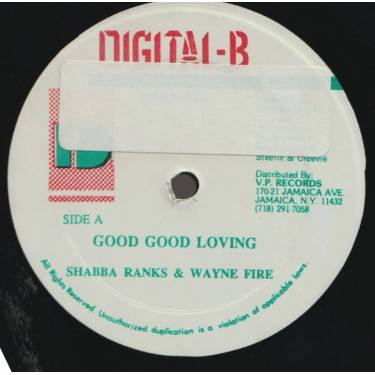 DIGITAL-B
Steelie & Cleevie
Distributed By:
V.P. RECORDS
170-21 JAMAICA AVE.
JAMAICA, N.Y. 11432
(718) 291-7058
SIDE A
GOOD GOOD LOVING
SHABBA RANKS & WAYNE FIRE
All Rights Reserved. Unauthorized duplication is a violation of applicable laws.